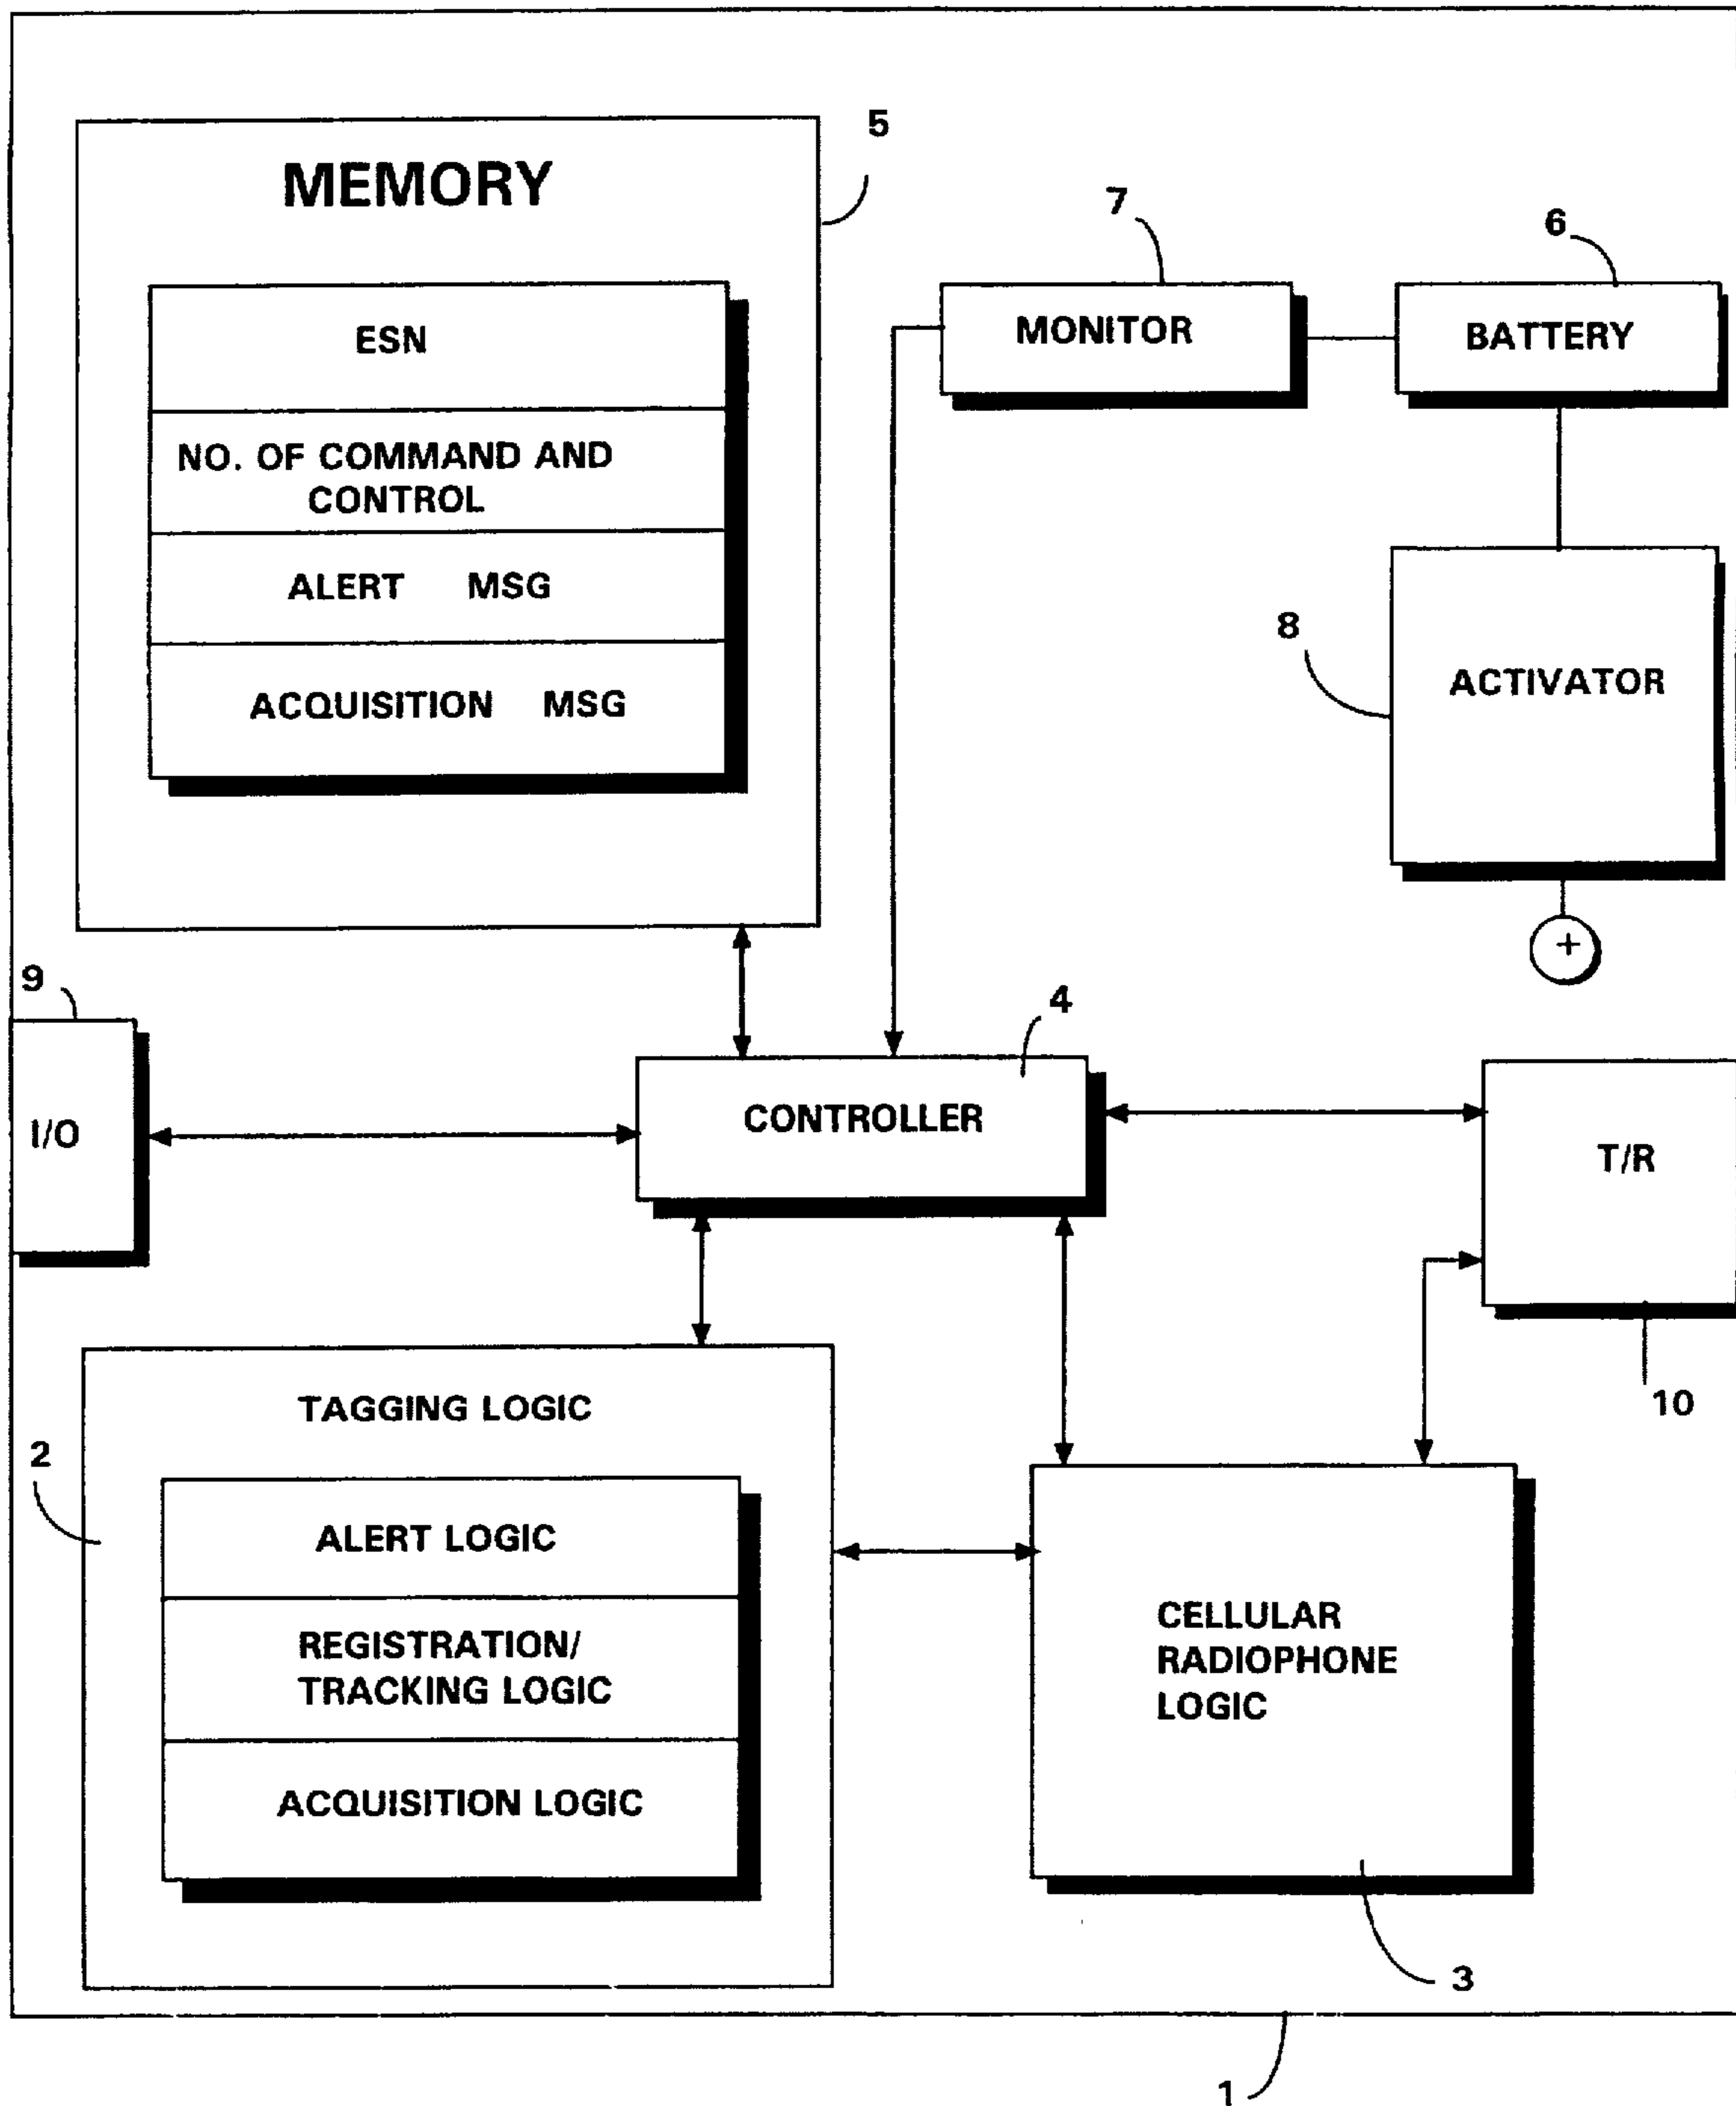 5
MEMORY
ESN
NO. OF COMMAND AND
CONTROL
ALERT MSG
ACQUISITION MSG
7
MONITOR
6
BATTERY
8
ACTIVATOR
+
9
I/O
4
CONTROLLER
T/R
10
2
TAGGING LOGIC
ALERT LOGIC
REGISTRATION/
TRACKING LOGIC
ACQUISITION LOGIC
CELLULAR
RADIOPHONE
LOGIC
3
1